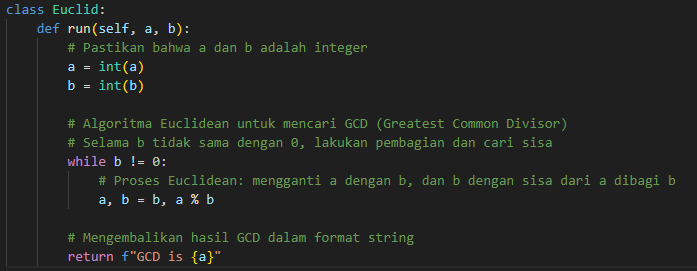 class Euclid:
    def run(self, a, b):
        # Pastikan bahwa a dan b adalah integer
        a = int(a)
        b = int(b)

        # Algoritma Euclidean untuk mencari GCD (Greatest Common Divisor)
        # Selama b tidak sama dengan 0, lakukan pembagian dan cari sisa
        while b != 0:
            # Proses Euclidean: mengganti a dengan b, dan b dengan sisa dari a dibagi b
            a, b = b, a % b

        # Mengembalikan hasil GCD dalam format string
        return f"GCD is {a}"